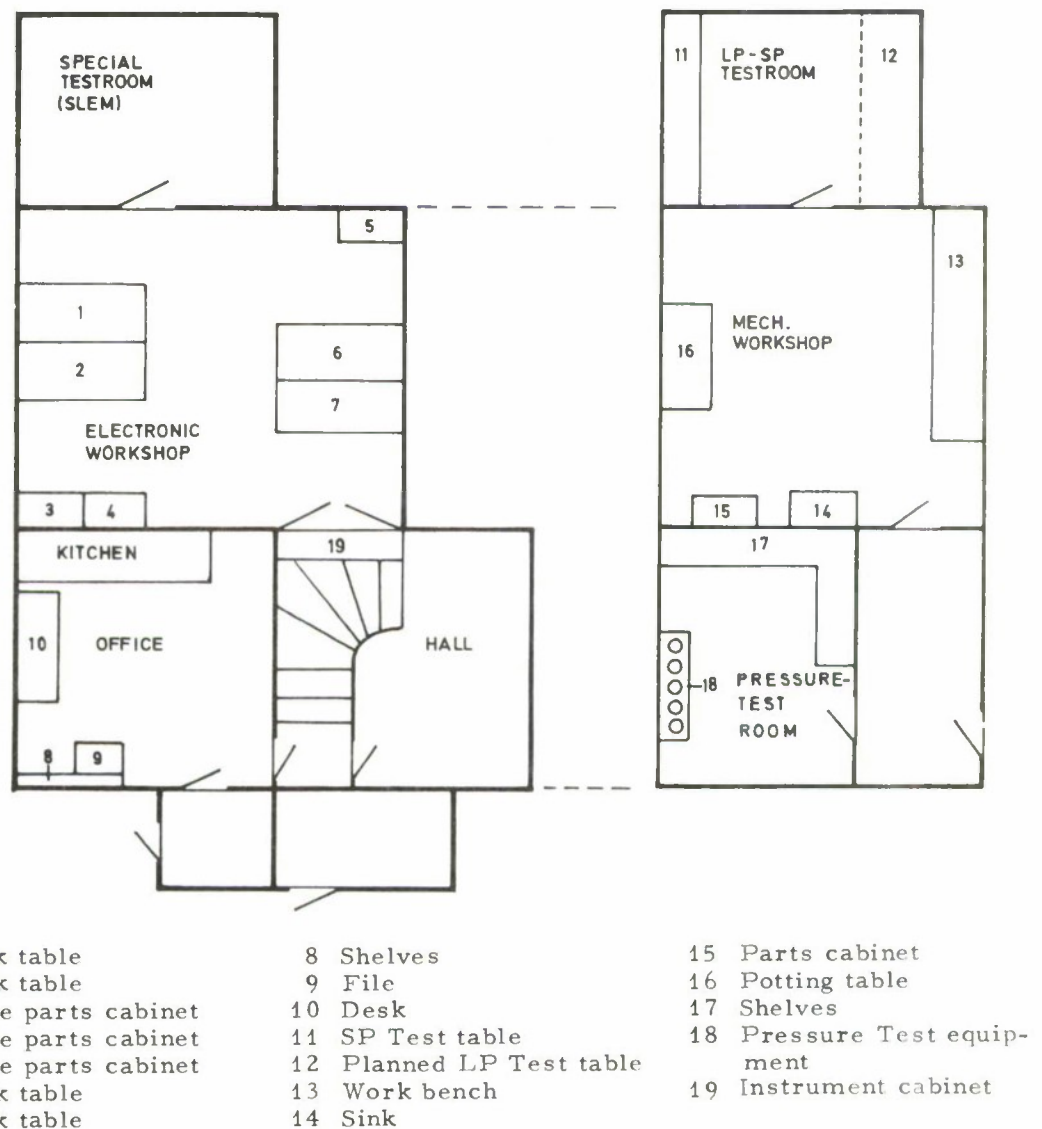 SPECIAL
TESTROOM
(SLEM)
5
1
2
6
7
ELECTRONIC
WORKSHOP
3
4
KITCHEN
19
10
OFFICE
HALL
8
9
11
LP-SP
TESTROOM
12
13
MECH.
WORKSHOP
16
15
14
17
18
PRESSURE-
TEST
ROOM
table
table
parts cabinet
parts cabinet
parts cabinet
table
table
8 Shelves
9 File
10 Desk
11 SP Test table
12 Planned LP Test table
13 Work bench
14 Sink
15 Parts cabinet
16 Potting table
17 Shelves
18 Pressure Test equip-
ment
19 Instrument cabinet